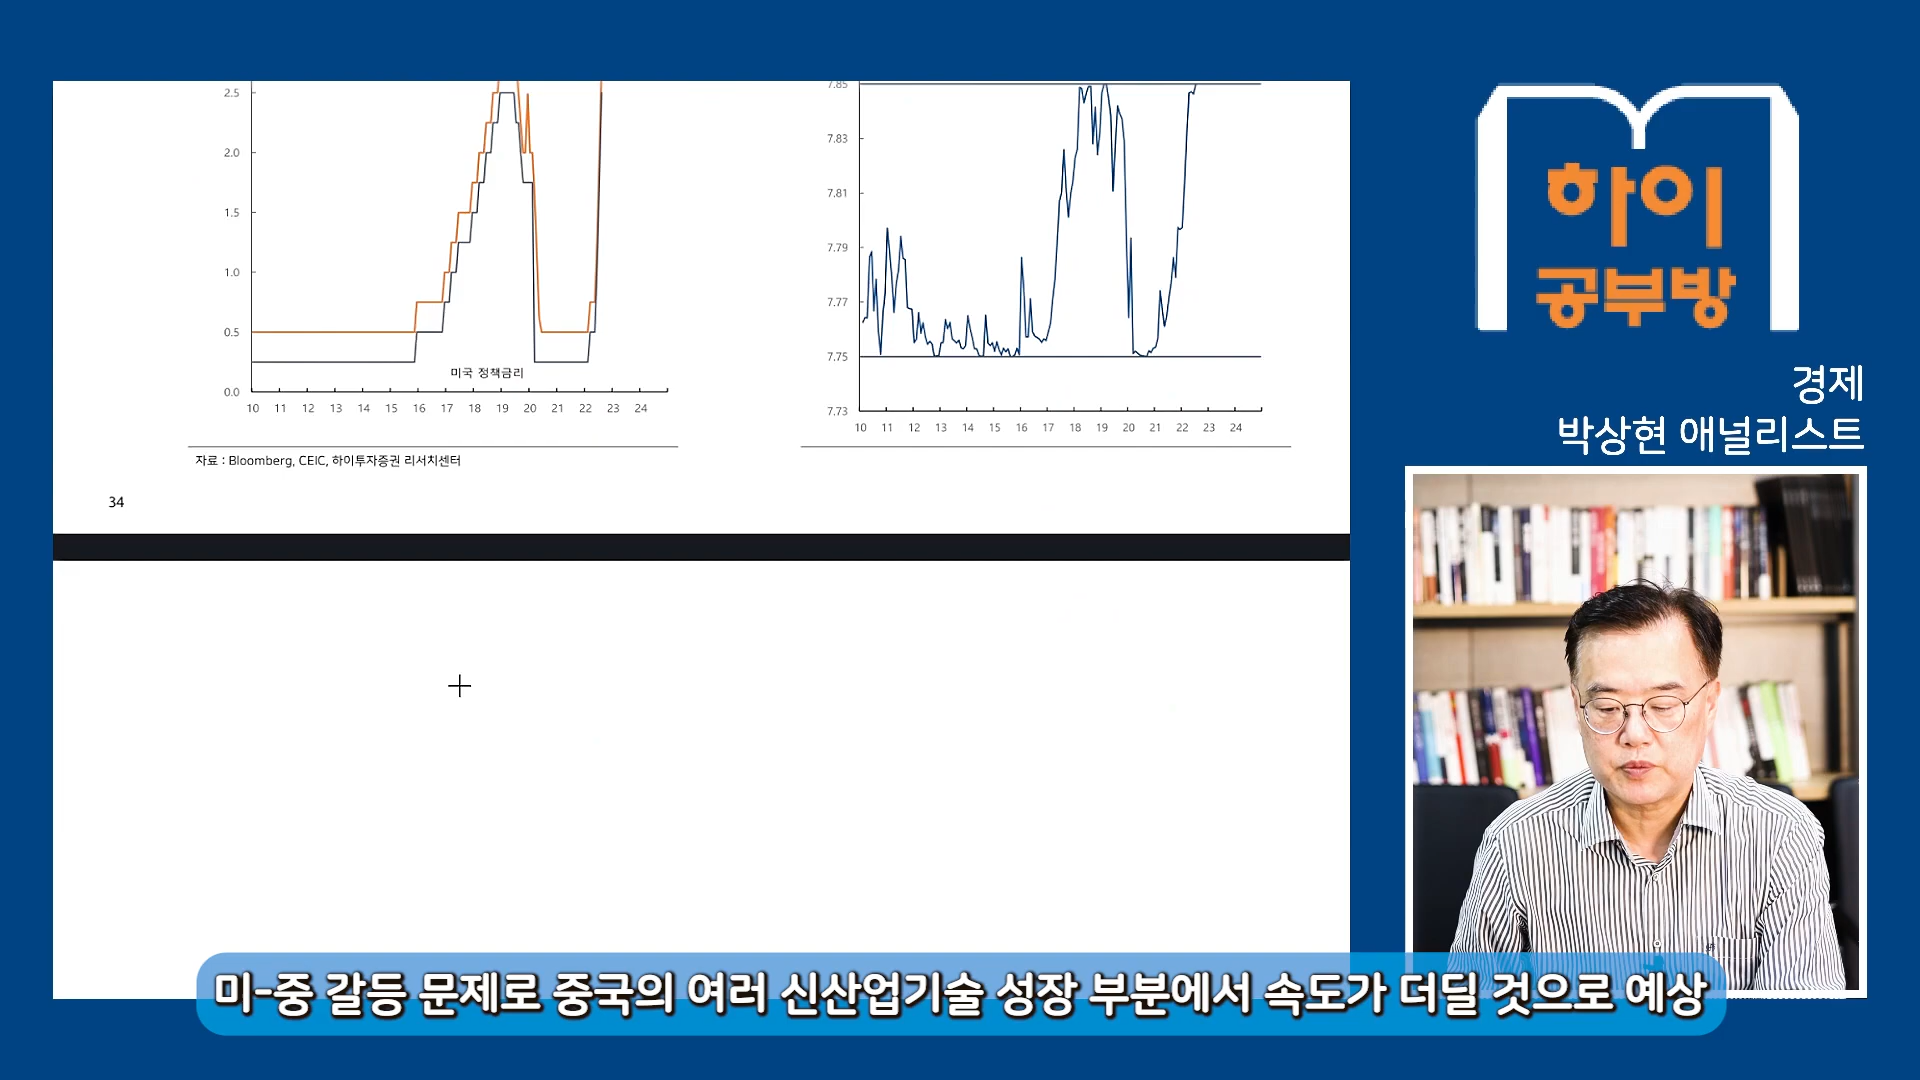 2.5
2.0
1.5
1.0
0.5
0.0
미국 정책금리
10 11 12 13 14 15 16 17 18 19 20 21 22 23 24
자료 : Bloomberg, CEIC, 하이투자증권 리서치센터
34
7.85
7.83
7.81
7.79
7.77
7.75
7.73
10 11 12 13 14 15 16 17 18 19 20 21 22 23 24
하이
공부방
경제
박상현 애널리스트
미-중 갈등 문제로 중국의 여러 신산업기술 성장 부분에서 속도가 더딜 것으로 예상